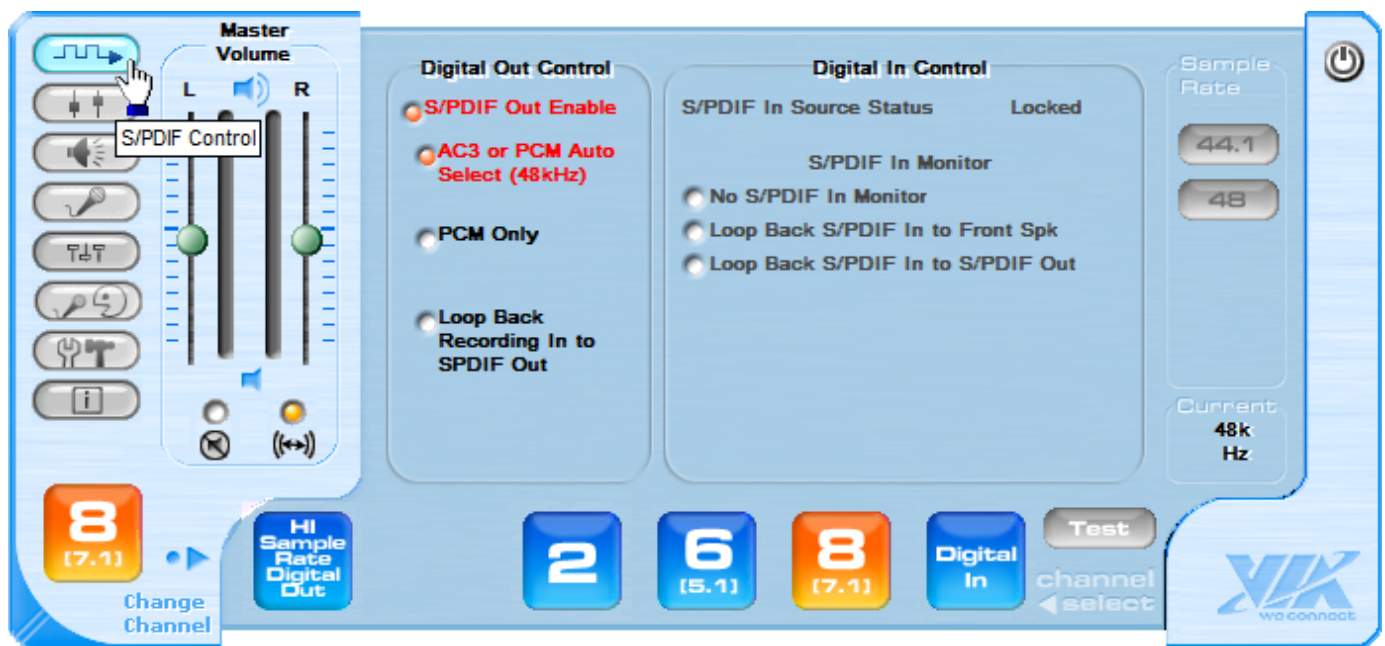 Master
Volume
L
R
S/PDIF Control
8
[7.1]
Change
Channel
Digital Out Control
S/PDIF Out Enable
AC3 or PCM Auto
Select (48kHz)
PCM Only
Loop Back
Recording In to
SPDIF Out
Digital In Control
S/PDIF In Source Status
Locked
S/PDIF In Monitor
No S/PDIF In Monitor
Loop Back S/PDIF In to Front Spk
Loop Back S/PDIF In to S/PDIF Out
Sample
Rate
44.1
48
Current
48k
Hz
HI
Sample
Rate
Digital
Out
2
6
[5.1]
8
[7.1]
Digital
In
Test
channel
select
VIA
we connect